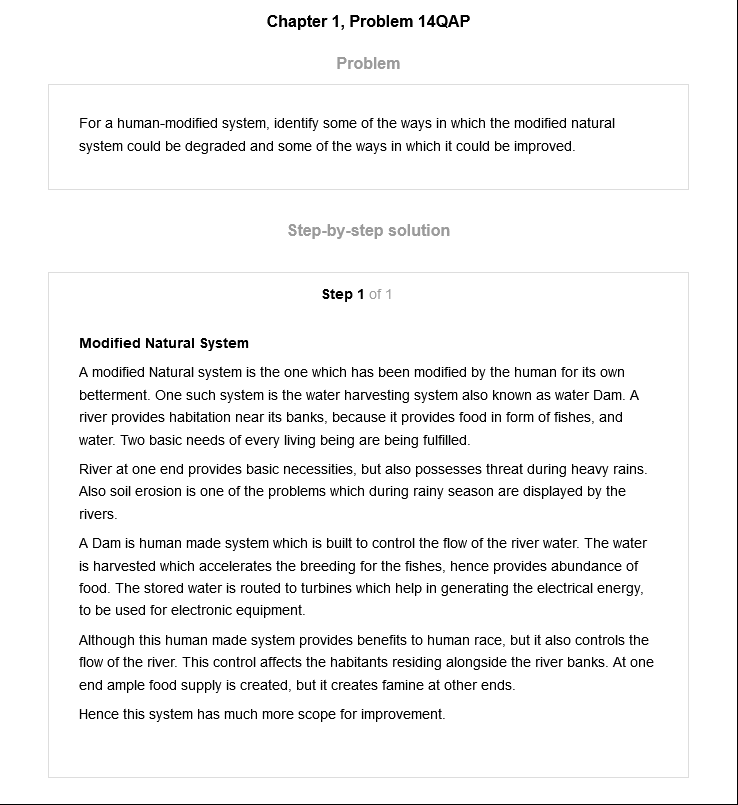 Chapter 1, Problem 14QAP
Problem
For a human-modified system, identify some of the ways in which the modified natural
system could be degraded and some of the ways in which it could be improved.
Step-by-step solution
Step 1 of 1
Modified Natural System
A modified Natural system is the one which has been modified by the human for its own
betterment. One such system is the water harvesting system also known as water Dam. A
river provides habitation near its banks, because it provides food in form of fishes, and
water. Two basic needs of every living being are being fulfilled.
River at one end provides basic necessities, but also possesses threat during heavy rains.
Also soil erosion is one of the problems which during rainy season are displayed by the
rivers.
A Dam is human made system which is built to control the flow of the river water. The water
is harvested which accelerates the breeding for the fishes, hence provides abundance of
food. The stored water is routed to turbines which help in generating the electrical energy,
to be used for electronic equipment.
Although this human made system provides benefits to human race, but it also controls the
flow of the river. This control affects the habitants residing alongside the river banks. At one
end ample food supply is created, but it creates famine at other ends.
Hence this system has much more scope for improvement.